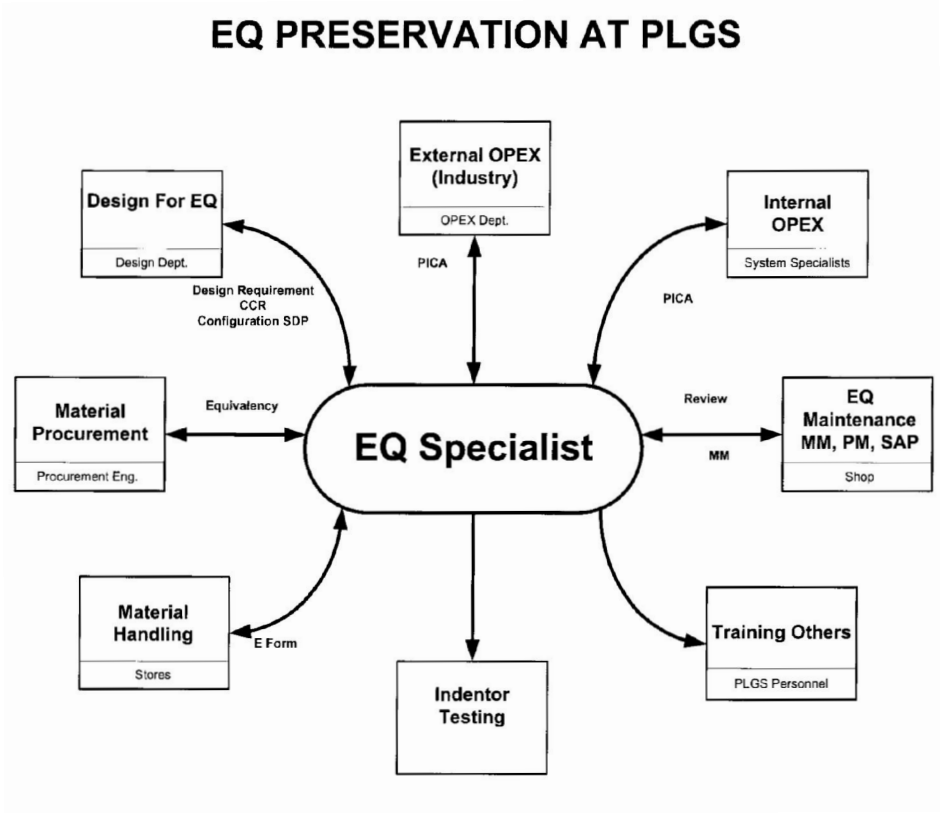 EQ PRESERVATION AT PLGS
External OPEX
(Industry)
OPEX Dept.
Design For EQ
Design Dept.
Internal
OPEX
System Specialists
PICA
Design Requirement
CCR
Configuration SDP
PICA
Material
Procurement
Procurement Eng.
Equivalency
EQ Specialist
Review
MM
EQ
Maintenance
MM, PM, SAP
Shop
Material
Handling
Stores
E Form
Indentor
Testing
Training Others
PLGS Personnel